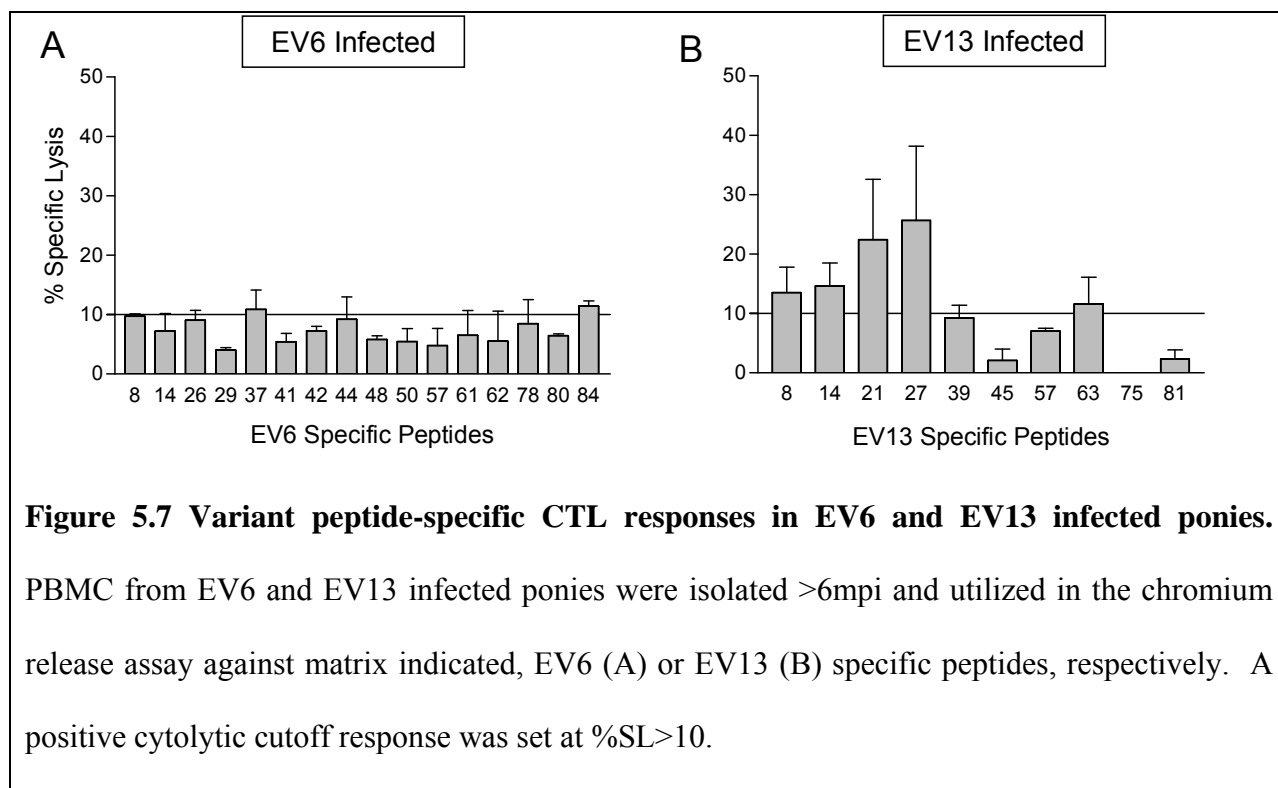 A
EV6 Infected
B
EV13 Infected
% Specific Lysis
50
40
30
20
10
0
8 14 26 29 37 41 42 44 48 50 57 61 62 78 80 84
EV6 Specific Peptides
50
40
30
20
10
0
8 14 21 27 39 45 57 63 75 81
EV13 Specific Peptides
Figure 5.7 Variant peptide-specific CTL responses in EV6 and EV13 infected ponies.
PBMC from EV6 and EV13 infected ponies were isolated >6mpi and utilized in the chromium
release assay against matrix indicated, EV6 (A) or EV13 (B) specific peptides, respectively. A
positive cytolytic cutoff response was set at %SL>10.